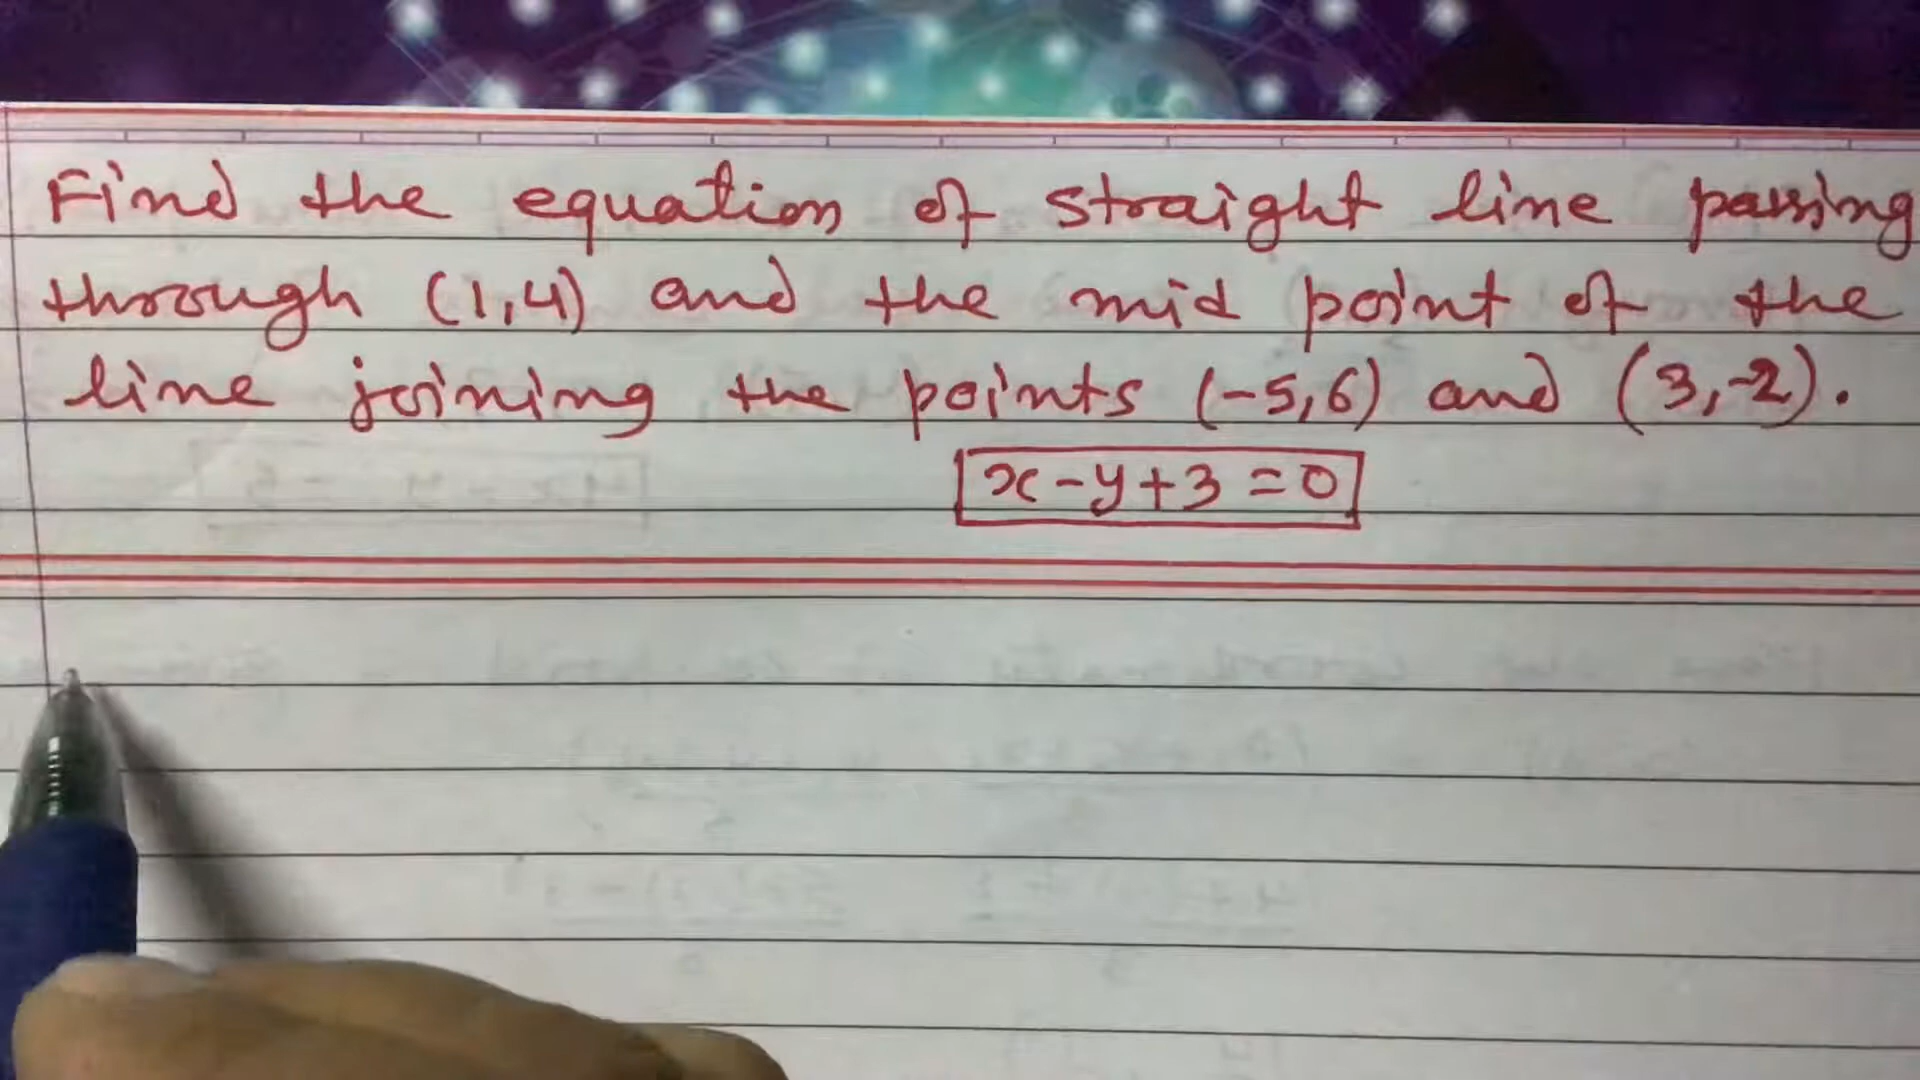 Find the equation of straight line passing
through (1,4) and the mid point of the
line joining the points (-5,6) and (3,-2).
x-y+3=0